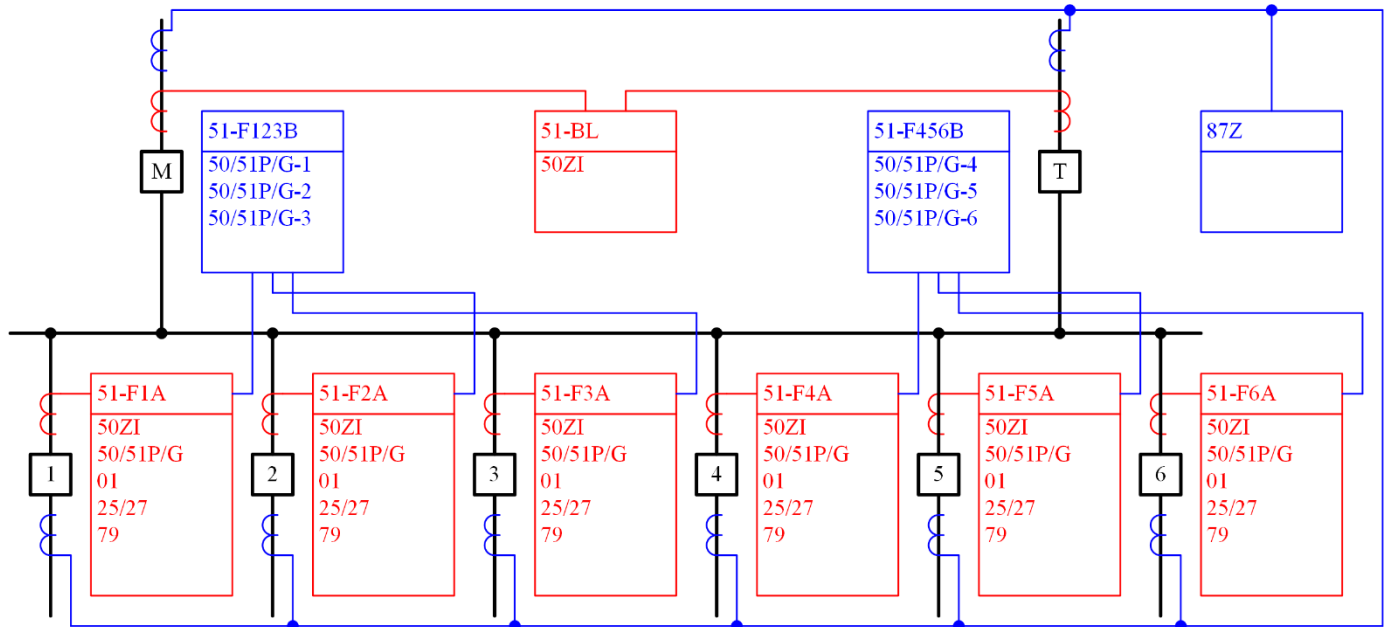 51-F123B
50/51P/G-1
50/51P/G-2
50/51P/G-3
51-BL
50ZI
51-F456B
50/51P/G-4
50/51P/G-5
50/51P/G-6
87Z
M
T
51-F1A
50ZI
50/51P/G
01
25/27
79
51-F2A
50ZI
50/51P/G
01
25/27
79
51-F3A
50ZI
50/51P/G
01
25/27
79
51-F4A
50ZI
50/51P/G
01
25/27
79
51-F5A
50ZI
50/51P/G
01
25/27
79
51-F6A
50ZI
50/51P/G
01
25/27
79
1
2
3
4
5
6